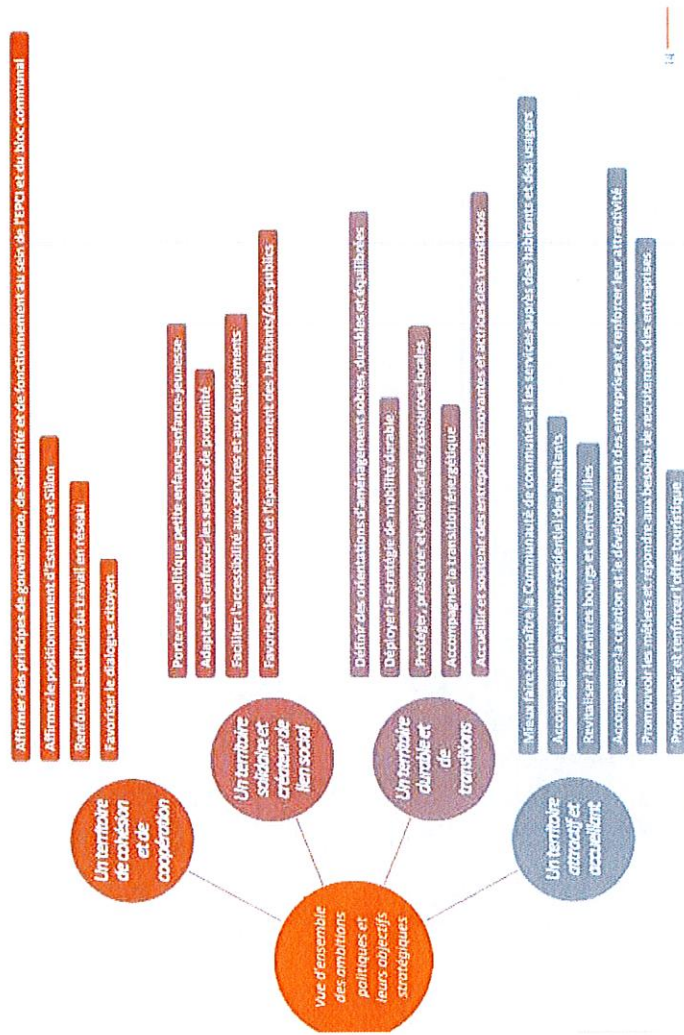 Vue d'ensemble
des ambitions
politiques et
leurs objectifs
stratégiques
Un territoire
de cohésion
et de
coopération
Affirmer des principes de gouvernance, de solidarité et de fonctionnement au sein de l'EPCI et du bloc communal
Affirmer le positionnement d'Estuaire et Sillon
Renforcer la culture du travail en réseau
Favoriser le dialogue citoyen
Un territoire
solidaire et
créateur de
lien social
Porter une politique petite enfance-enfance-jeunesse
Adapter et renforcer les services de proximité
Faciliter l'accessibilité aux services et aux équipements
Favoriser le lien social et l'épanouissement des habitants/des publics
Un territoire
durable et
de
transitions
Définir des orientations d'aménagement sobres, durables et équilibrées
Déployer la stratégie de mobilité durable
Protéger, préserver et valoriser les ressources locales
Accompagner la transition énergétique
Accueillir et soutenir des entreprises innovantes et actrices des transitions
Un territoire
attractif et
accueillant
Mieux faire connaître la Communauté de communes et les services auprès des habitants et des usagers
Accompagner le parcours résidentiel des habitants
Revitaliser les centres bourgs et centres villes
Accompagner la création et le développement des entreprises et renforcer leur attractivité
Promouvoir les métiers et répondre aux besoins de recrutement des entreprises
Promouvoir et renforcer l'offre touristique
14